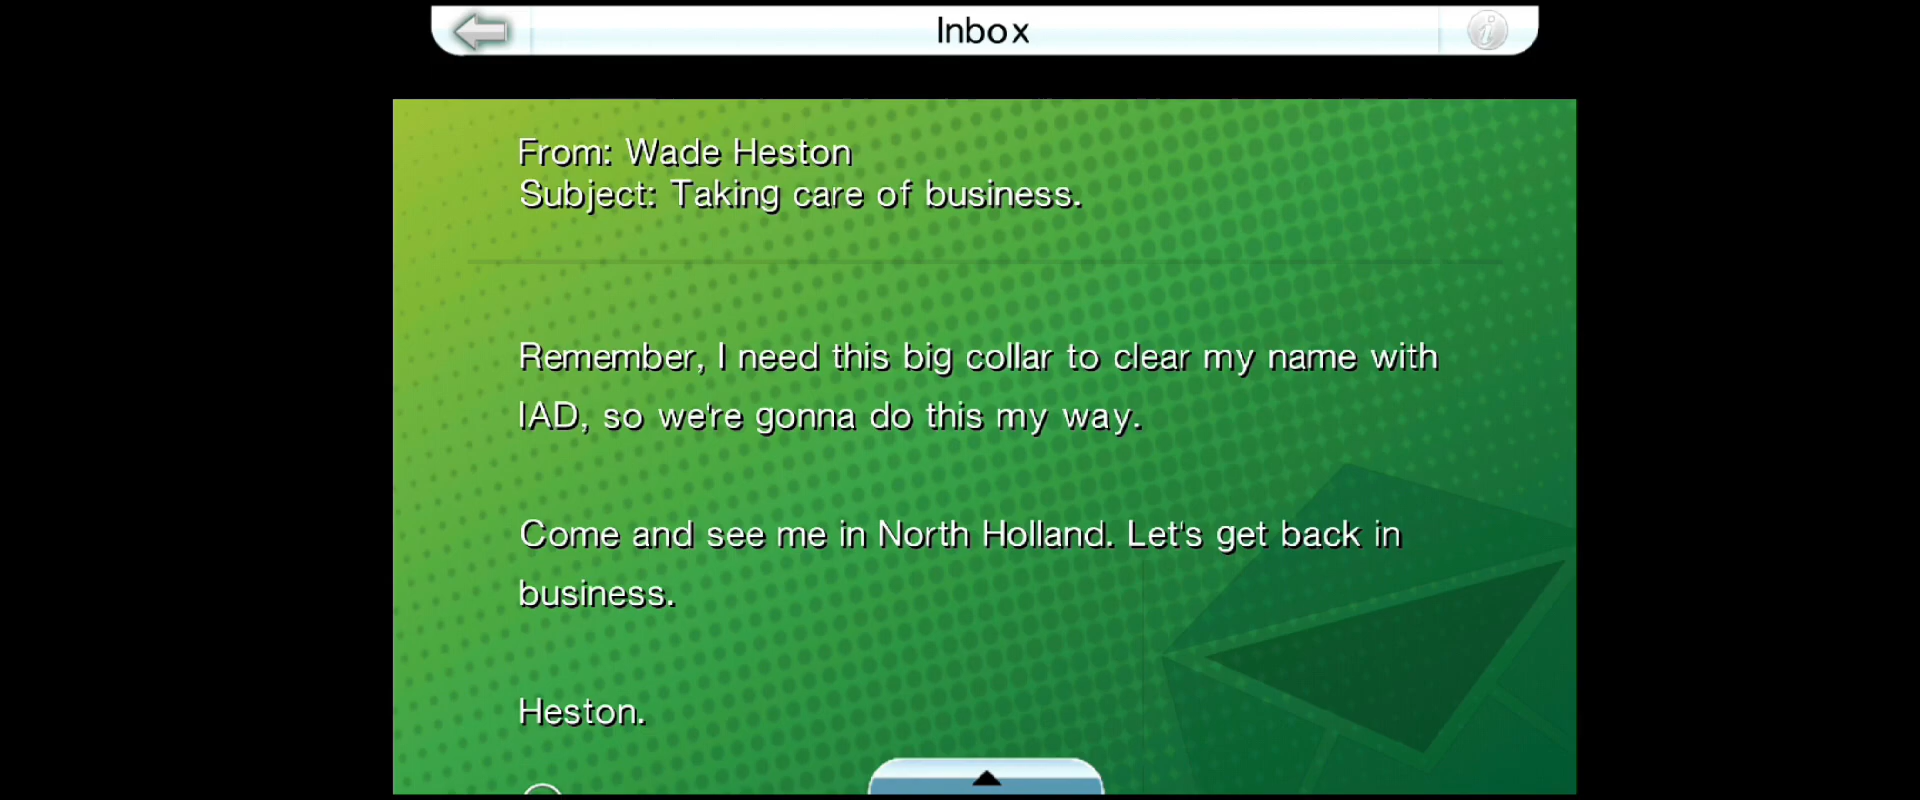 Inbox
From: Wade Heston
Subject: Taking care of business.
Remember, I need this big collar to clear my name with
IAD, so we're gonna do this my way.
Come and see me in North Holland. Let's get back in
business.
Heston.